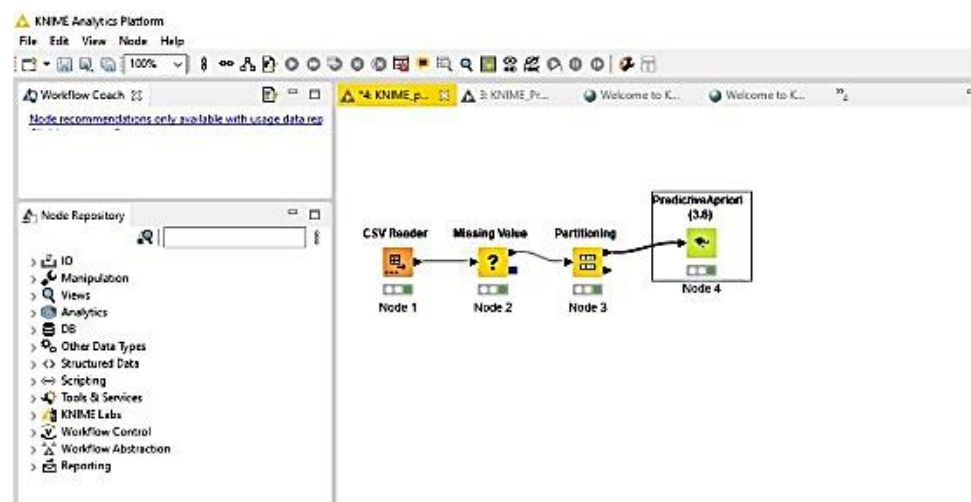 KNIME Analytics Platform
File Edit View Node Help
100%
Workflow Coach
Node recommendations only available with usage data rep
Node Repository
IO
Manipulation
Views
Analytics
DB
Other Data Types
Structured Data
Scripting
Tools & Services
KNIME Labs
Workflow Control
Workflow Abstraction
Reporting
*4: KNIME_p... 3: KNIME_Pr... Welcome to K... Welcome to K... 2
PredictiveApriori
(3.6)
CSV Reader Missing Value Partitioning
Node 1 Node 2 Node 3 Node 4